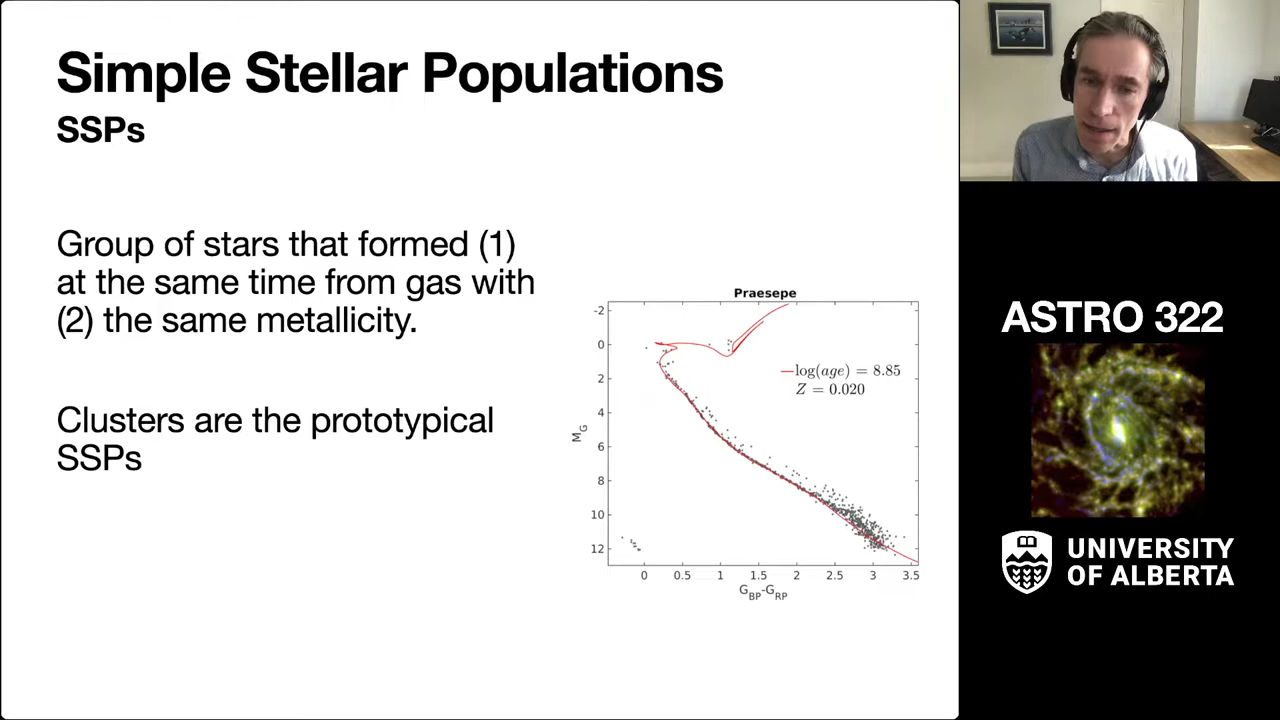 Simple Stellar Populations
SSPs
Group of stars that formed (1)
at the same time from gas with
(2) the same metallicity.
Clusters are the prototypical
SSPs
Praesepe
-2
0
2
4
6
8
10
12
M_G
log(age) = 8.85
Z = 0.020
0 0.5 1 1.5 2 2.5 3 3.5
G_BP-G_RP
ASTRO 322
UNIVERSITY
OF ALBERTA